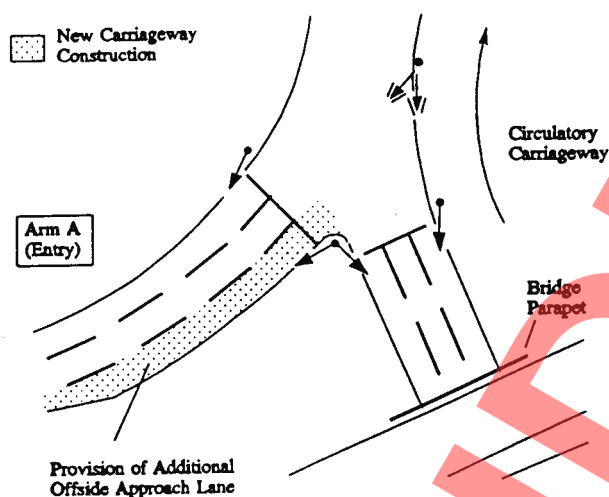 New Carriageway
Construction
Circulatory
Carriageway
Arm A
(Entry)
Bridge
Parapet
Provision of Additional
Offside Approach Lane